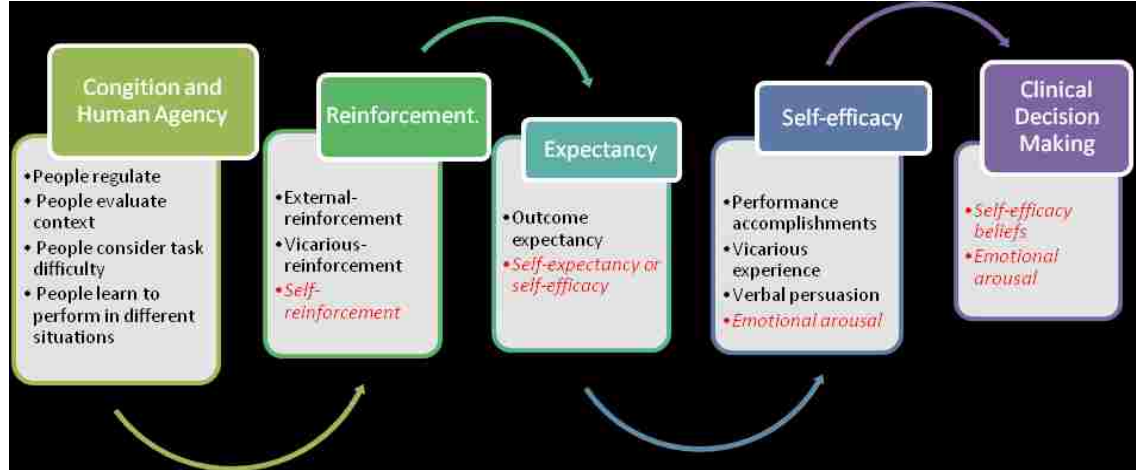 Congition and
Human Agency
•People regulate
• People evaluate
context
•People consider task
difficulty
•People learn to
perform in different
situations
Reinforcement.
•External-
reinforcement
•Vicarious-
reinforcement
•Self-
reinforcement
Expectancy
•Outcome
expectancy
•Self-expectancy or
self-efficacy
Self-efficacy
•Performance
accomplishments
•Vicarious
experience
•Verbal persuasion
•Emotional arousal
Clinical
Decision
Making
•Self-efficacy
beliefs
•Emotional
arousal